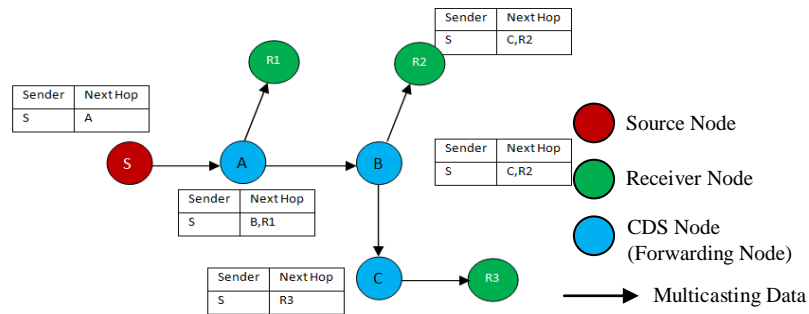 Sender Next Hop
S C,R2
R1
R2
Sender Next Hop
S A
Source Node
S
A
B
Sender Next Hop
S C,R2
Receiver Node
Sender Next Hop
S B,R1
CDS Node
(Forwarding Node)
Sender Next Hop
S R3
C
R3
Multicasting Data